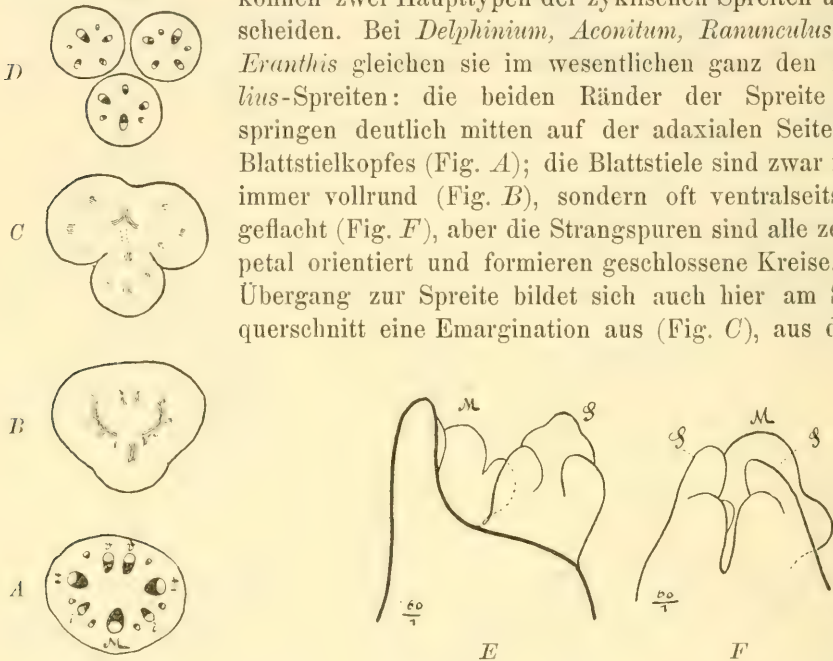 können zwei Haupttypen der zyklischen Spreiten
scheiden. Bei Delphinium, Aconitum, Ranunculus
Eranthis gleichen sie im wesentlichen ganz den
lius-Spreiten: die beiden Ränder der Spreite
springen deutlich mitten auf der adaxialen Seite
Blattstielkopfes (Fig. A); die Blattstiele sind zwar
immer vollrund (Fig. B), sondern oft ventralseits
geflacht (Fig. F), aber die Strangspuren sind alle ze
petal orientiert und formieren geschlossene Kreise.
Übergang zur Spreite bildet sich auch hier am
querschnitt eine Emargination aus (Fig. C), aus
D
C
B
A
M
M
S
60
1
E
S
M
S
60
1
F